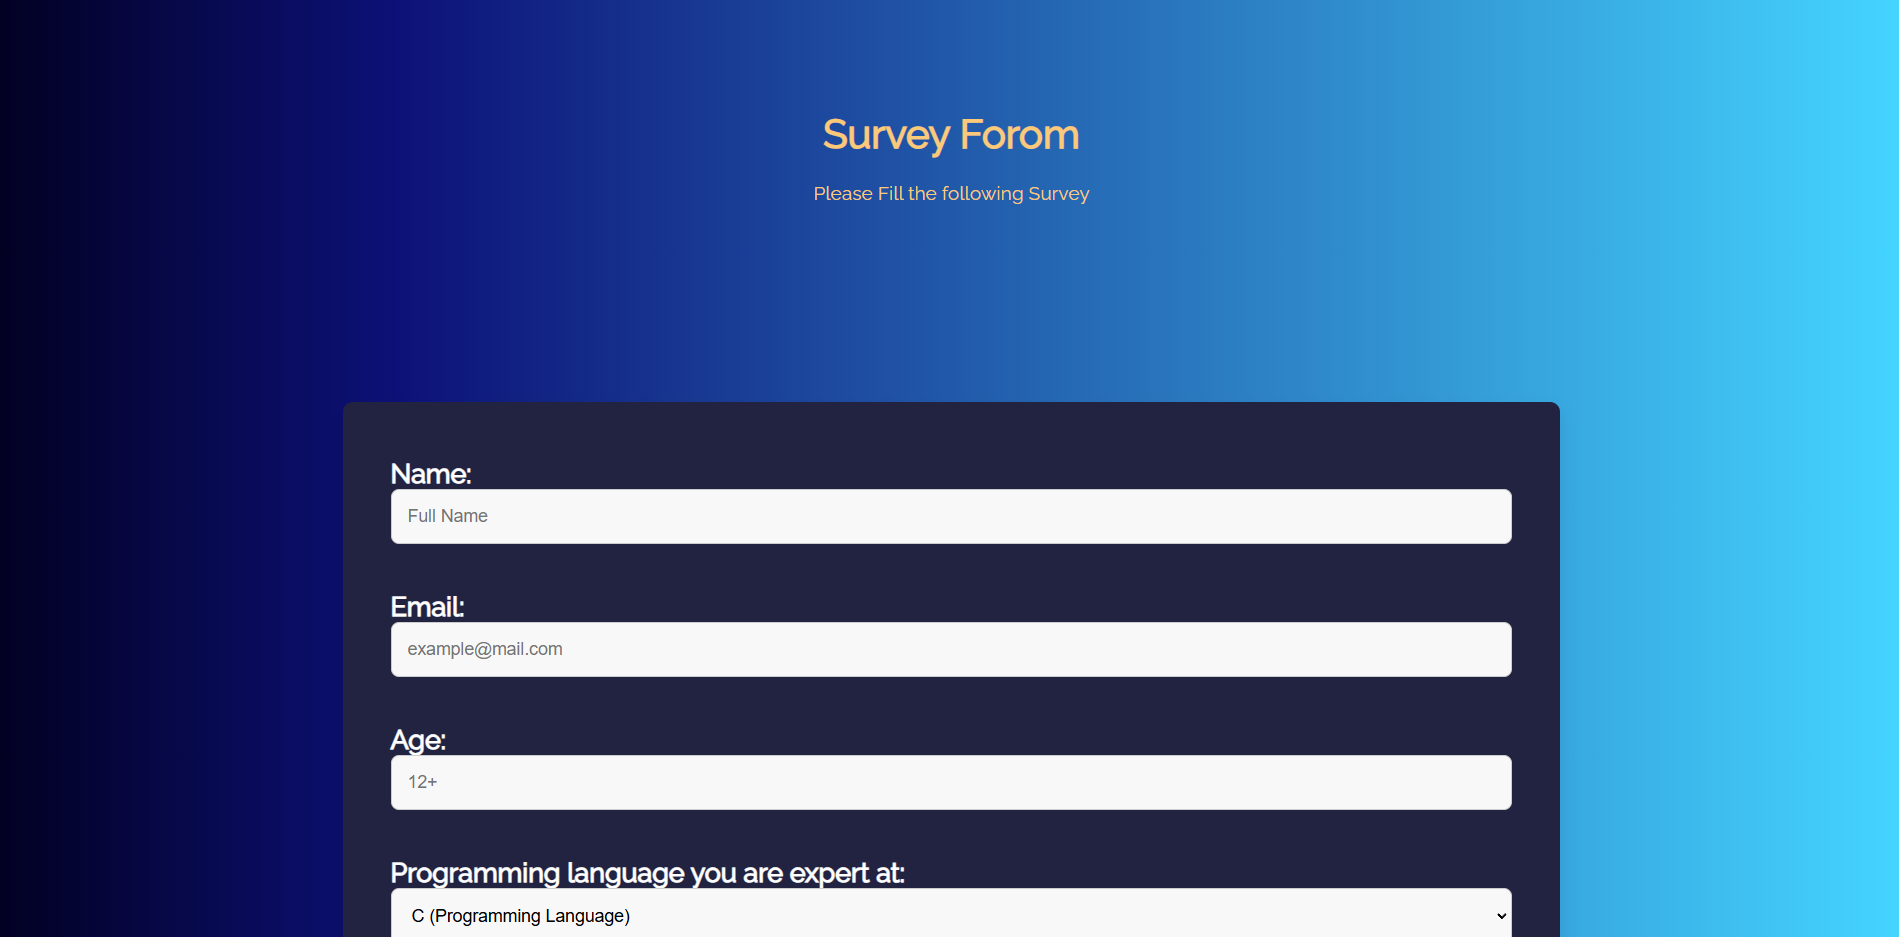 Survey Forom
Please Fill the following Survey
Name:
Full Name
Email:
example@mail.com
Age:
12+
Programming language you are expert at:
C (Programming Language)